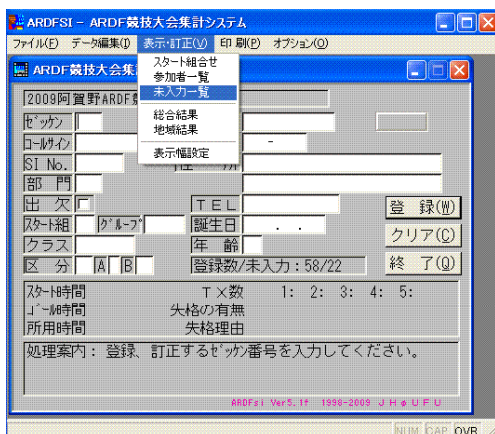 ARDFSI - ARDF競技大会集計システム
ファイル(F) データ編集(I) 表示・訂正(V) 印刷(P) オプション(O)
スタート組合せ
参加者一覧
未入力一覧
総合結果
地域結果
表示幅設定
ARDF競技大会集
2009阿賀野ARDF
ゼッケン
コールサイン
-
SI No.
住 所
部 門
出 欠
TEL
登 録(W)
スタート組
グループ
誕生日 . .
クリア(C)
クラス
年 齢
区 分
A
B
登録数/未入力:58/22
終 了(Q)
スタート時間
TX数 1: 2: 3: 4: 5:
ゴール時間
失格の有無
所用時間
失格理由
処理案内: 登録、訂正するゼッケン番号を入力してください。
ARDFsi Ver5.1f 1998-2009 JHφUFU
NUM CAP OVR